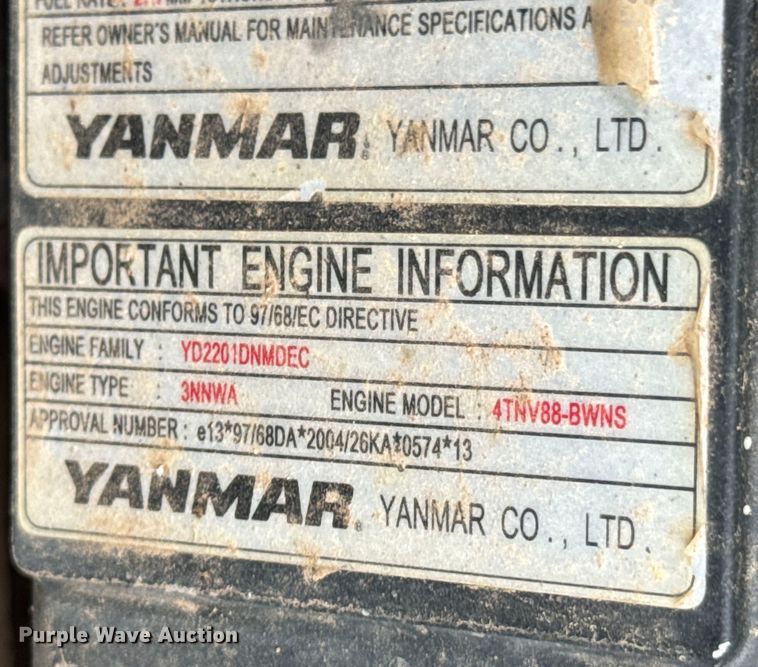 FUEL RATE :
REFER OWNER'S MANUAL FOR MAINTENANCE SPECIFICATIONS A
ADJUSTMENTS
YANMAR® YANMAR CO., LTD.
IMPORTANT ENGINE INFORMATION
THIS ENGINE CONFORMS TO 97/68/EC DIRECTIVE
ENGINE FAMILY : YD2201DNMDEC
ENGINE TYPE : 3NNWA ENGINE MODEL : 4TNV88-BWNS
APPROVAL NUMBER : e13*97/68DA*2004/26KA*0574*13
YANMAR® YANMAR CO., LTD.
Purple Wave Auction